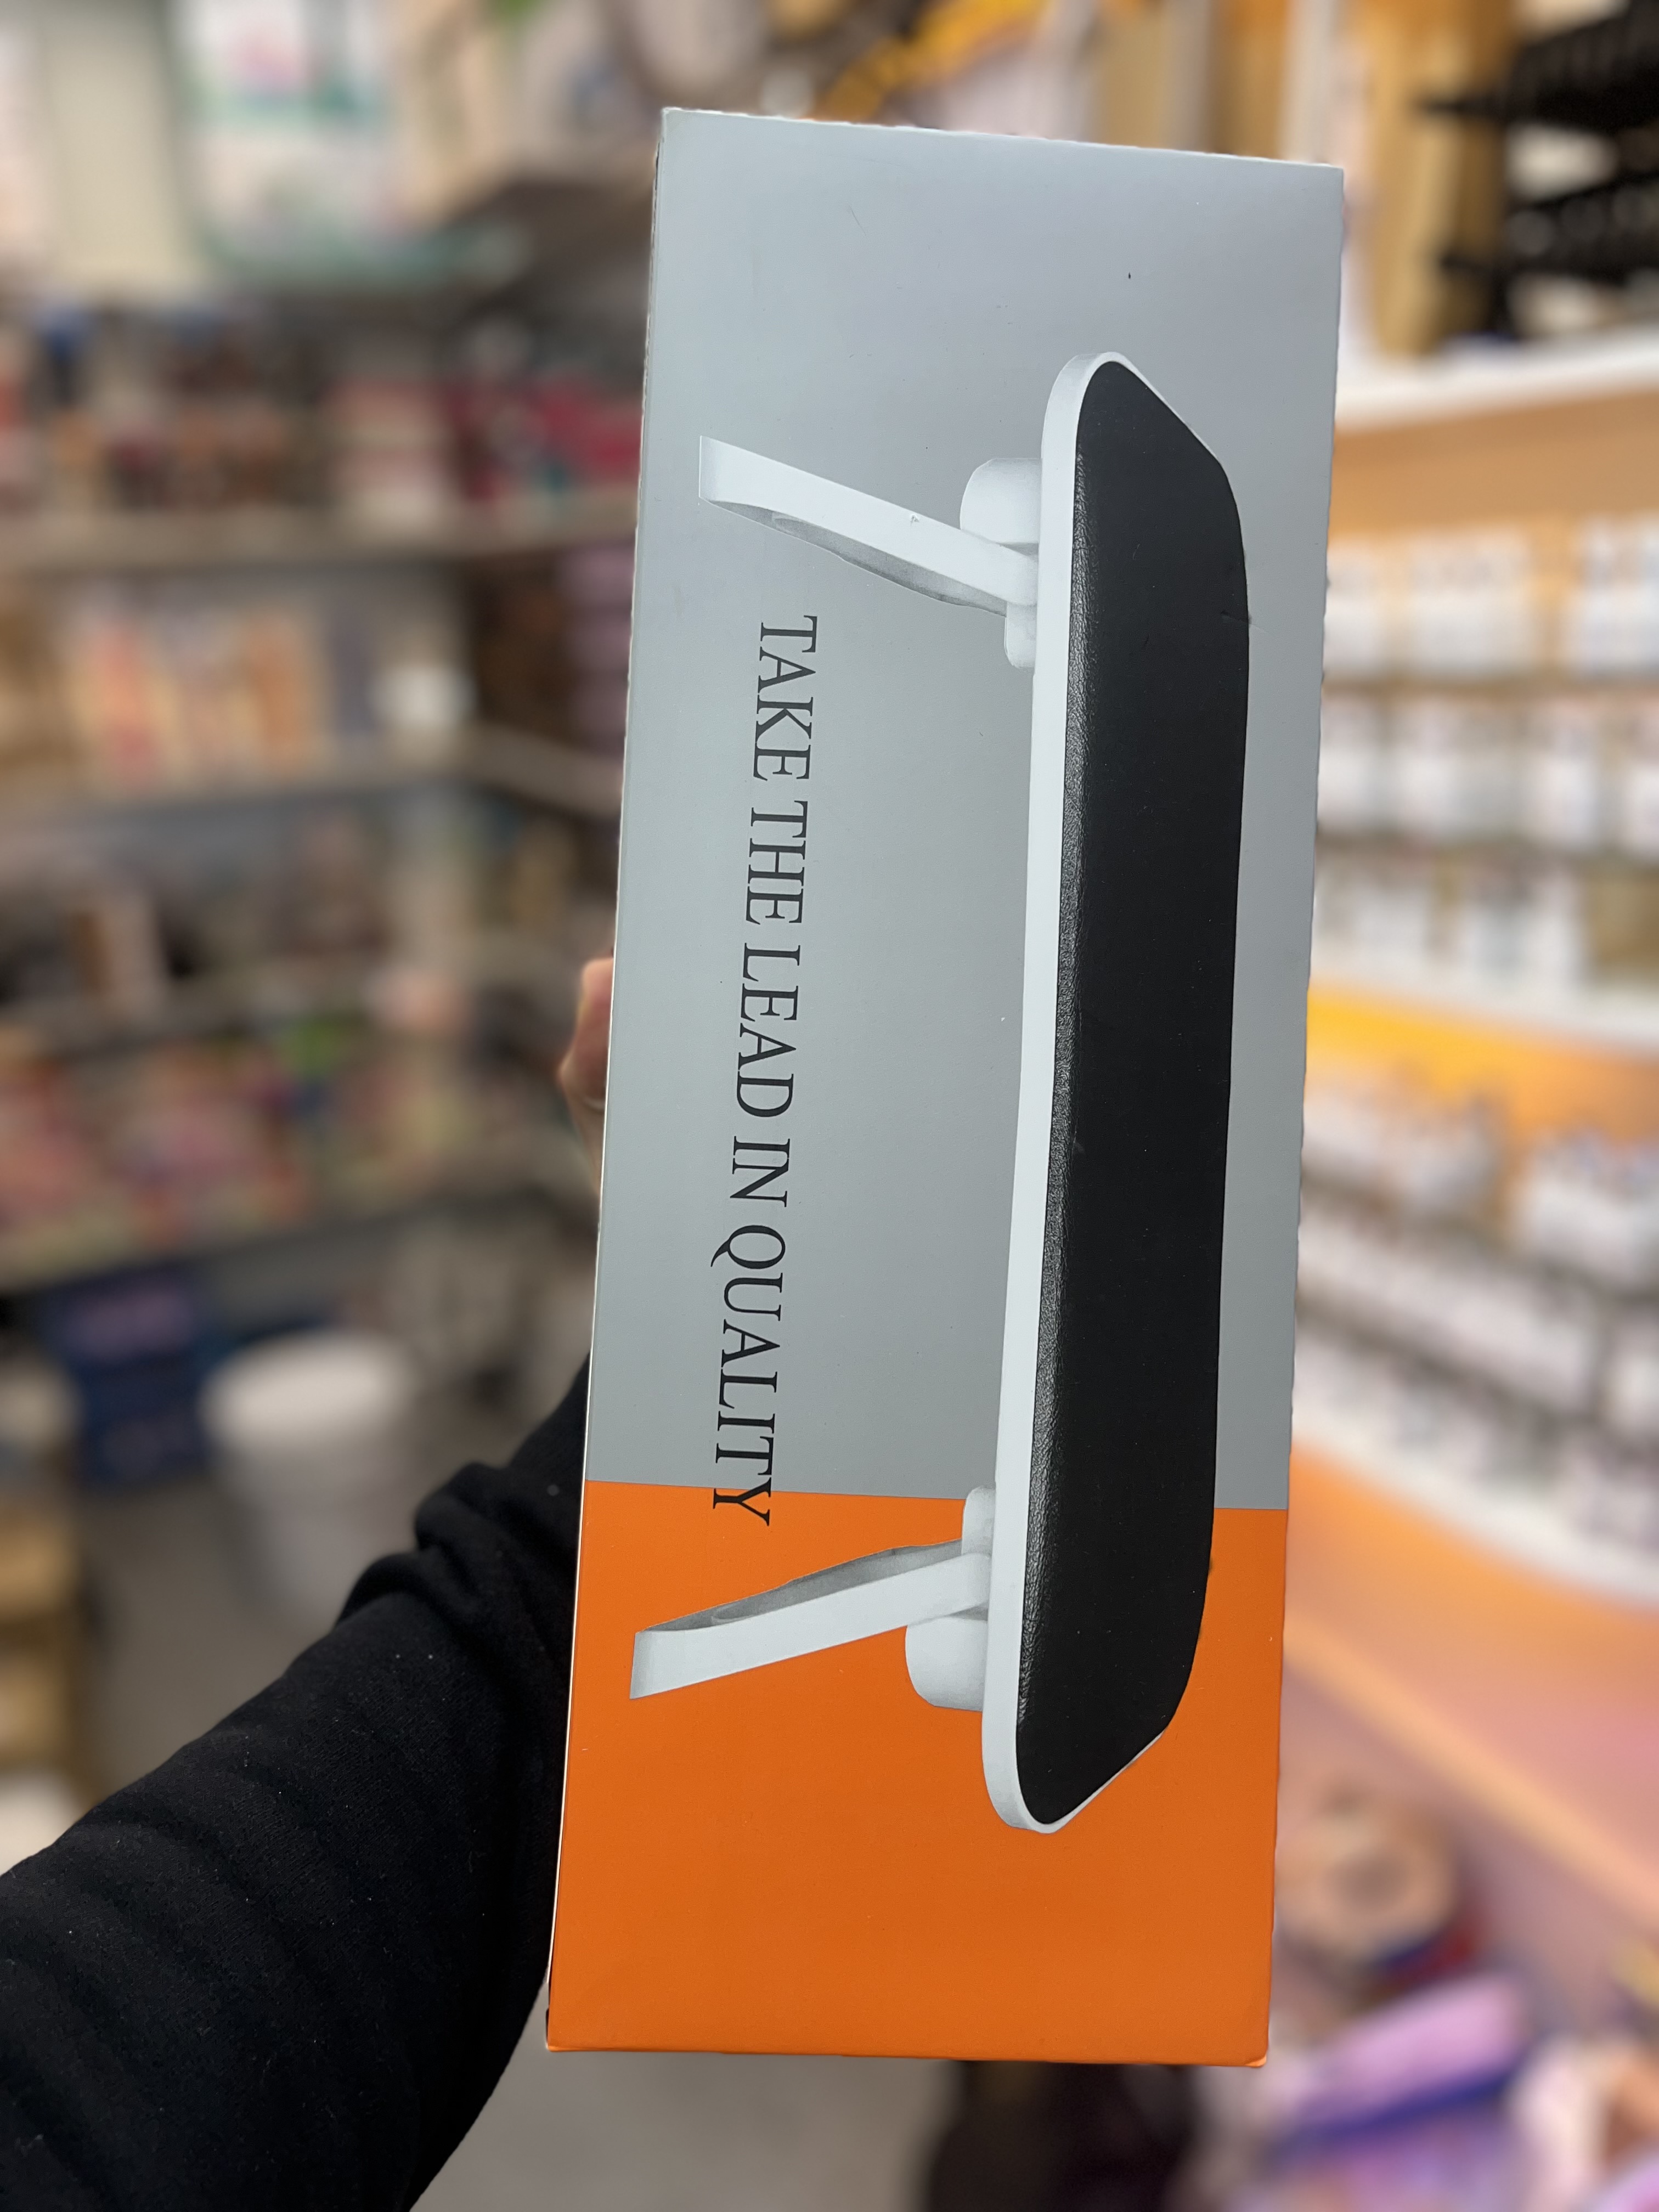 TAKE THE LEAD IN QUALITY